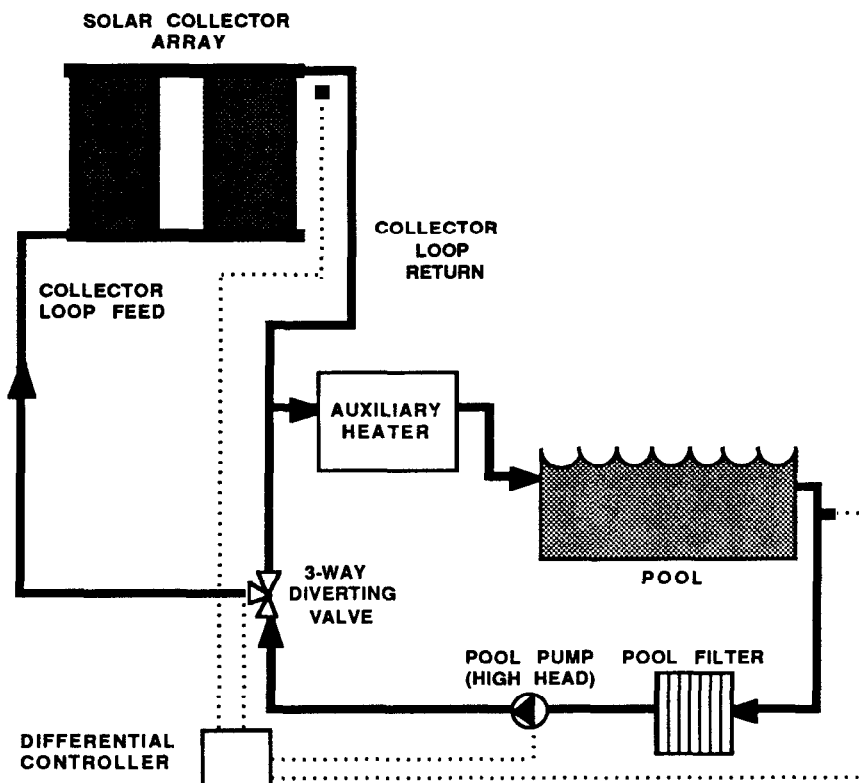 SOLAR COLLECTOR
ARRAY
COLLECTOR
LOOP
RETURN
COLLECTOR
LOOP FEED
AUXILIARY
HEATER
3-WAY
DIVERTING
VALVE
POOL
POOL PUMP
(HIGH HEAD)
POOL FILTER
DIFFERENTIAL
CONTROLLER